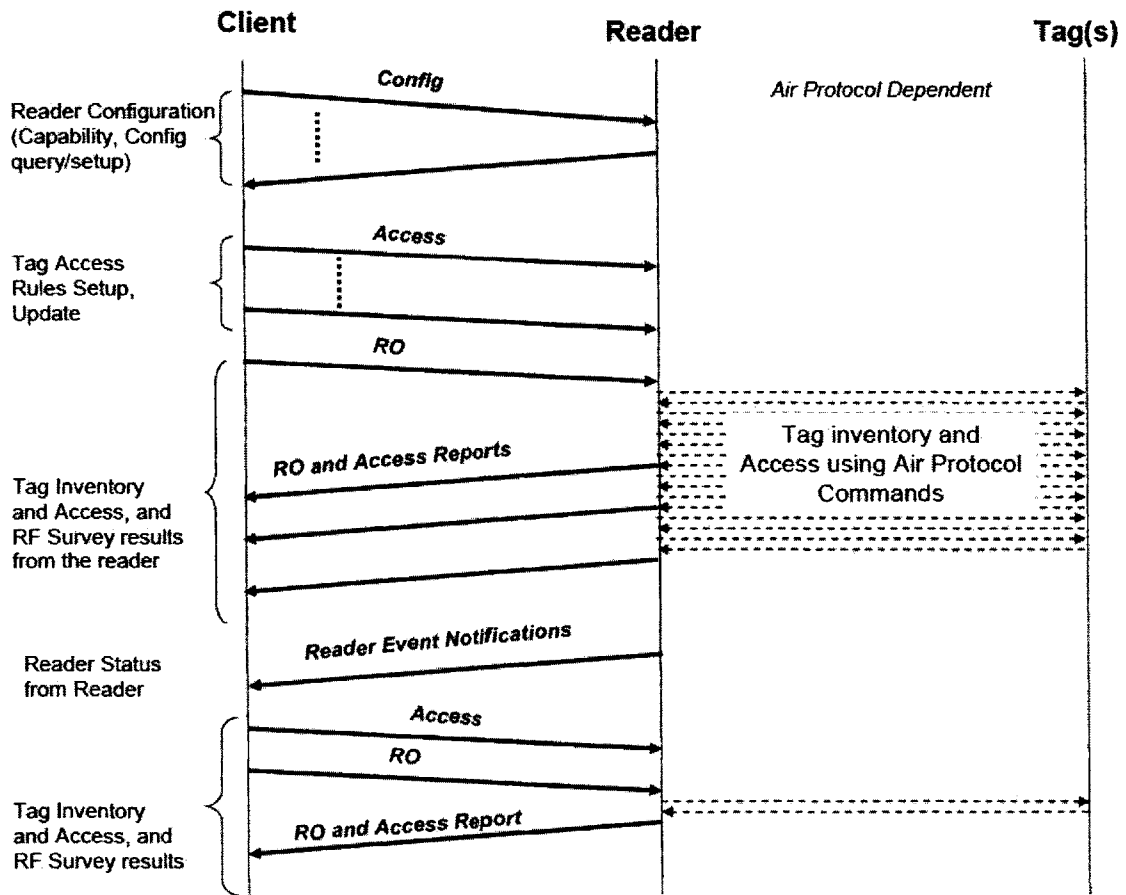 Client
Reader
Tag(s)
Config
Air Protocol Dependent
Reader Configuration
(Capability, Config
query/setup)
Access
Tag Access
Rules Setup,
Update
RO
Tag inventory and
Access using Air Protocol
Commands
RO and Access Reports
Tag Inventory
and Access, and
RF Survey results
from the reader
Reader Event Notifications
Reader Status
from Reader
Access
RO
Tag Inventory
and Access, and
RF Survey results
RO and Access Report